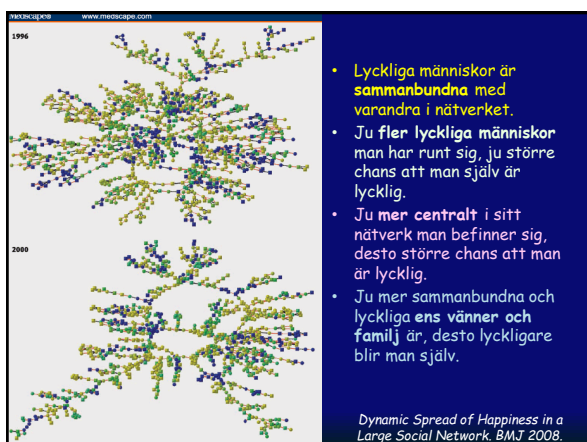 Medscape® www.medscape.com
1996
2000
• Lyckliga människor är
sammanbundna med
varandra i nätverket.
• Ju fler lyckliga människor
man har runt sig, ju större
chans att man själv är
lycklig.
• Ju mer centralt i sitt
nätverk man befinner sig,
desto större chans att man
är lycklig.
• Ju mer sammanbundna och
lyckliga ens vänner och
familj är, desto lyckligare
blir man själv.
Dynamic Spread of Happiness in a
Large Social Network. BMJ 2008.